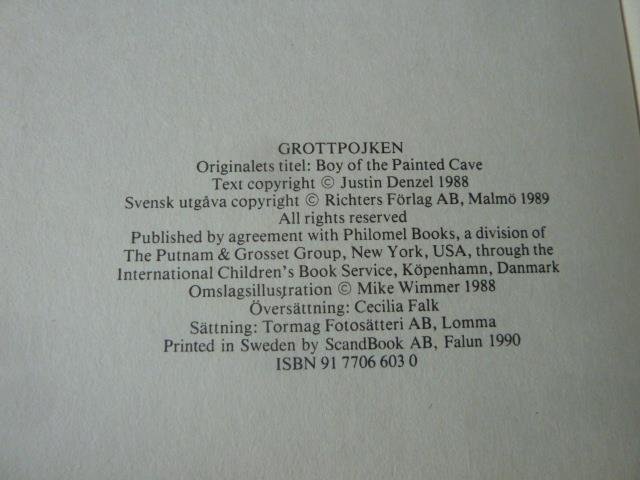 GROTTPOJKEN
Originalets titel: Boy of the Painted Cave
Text copyright © Justin Denzel 1988
Svensk utgåva copyright © Richters Förlag AB, Malmö 1989
All rights reserved
Published by agreement with Philomel Books, a division of
The Putnam & Grosset Group, New York, USA, through the
International Children's Book Service, Köpenhamn, Danmark
Omslagsillustration © Mike Wimmer 1988
Översättning: Cecilia Falk
Sättning: Tormag Fotosätteri AB, Lomma
Printed in Sweden by ScandBook AB, Falun 1990
ISBN 91 7706 603 0